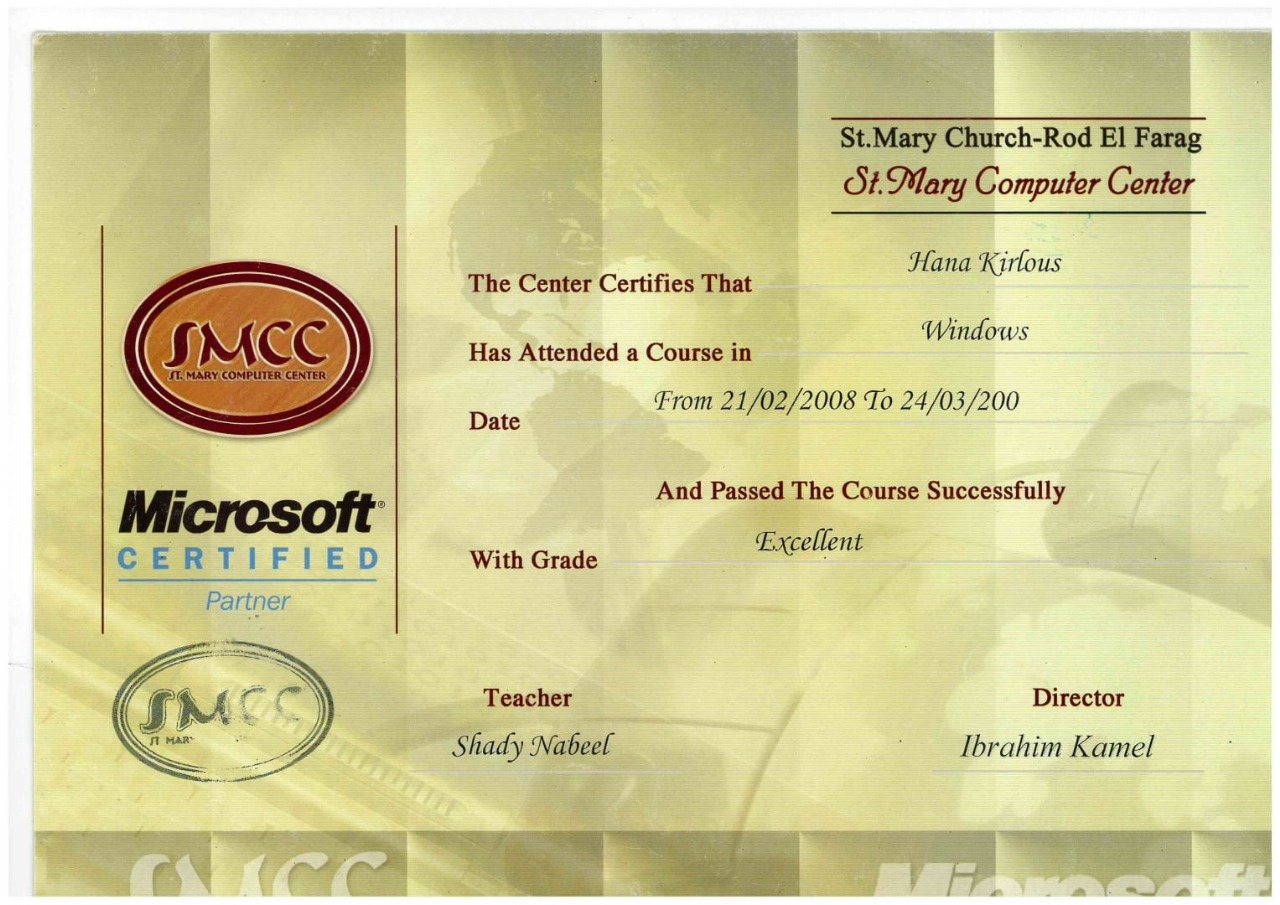 St.Mary Church-Rod El Farag
St.Mary Computer Center
Hana Kirlous
The Center Certifies That
Windows
Has Attended a Course in
From 21/02/2008 To 24/03/200
Date
And Passed The Course Successfully
Excellent
With Grade
SMCC
ST. MARY COMPUTER CENTER
Microsoft®
CERTIFIED
Partner
SMCC
ST MAR
Teacher
Director
Shady Nabeel
Ibrahim Kamel
SMCC
Microsoft